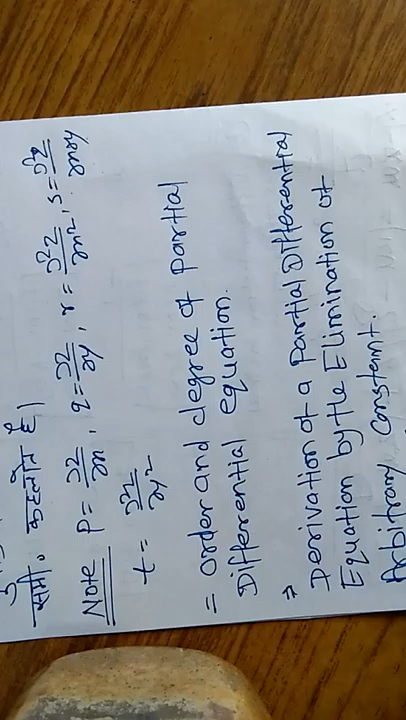 समी. कहलाते है।
Note P = ∂z/∂x, q = ∂z/∂y, r = ∂²z/∂x², s = ∂²z/∂x∂y
t = ∂²z/∂y²
= order and degree of partial
Differential equation.
⇒ Derivation of a partial Differential
Equation by the Elimination of
Arbitrary Constant.